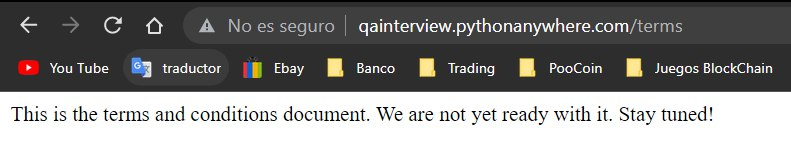 No es seguro qainterview.pythonanywhere.com/terms
You Tube traductor Ebay Banco Trading PooCoin Juegos BlockChain
This is the terms and conditions document. We are not yet ready with it. Stay tuned!